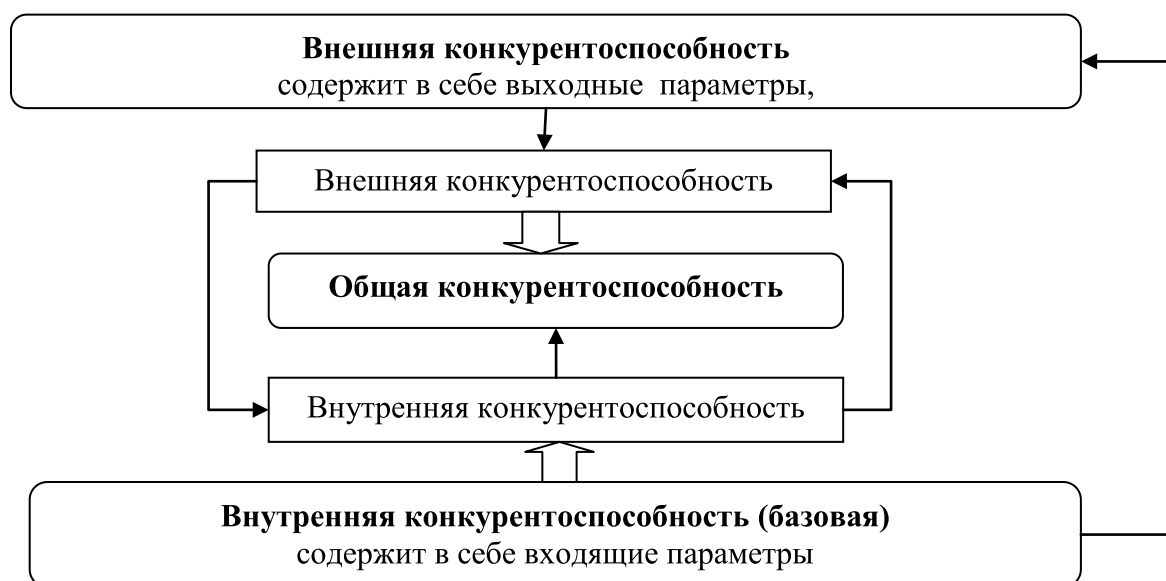 Внешняя конкурентоспособность
содержит в себе выходные параметры,
Внешняя конкурентоспособность
Общая конкурентоспособность
Внутренняя конкурентоспособность
Внутренняя конкурентоспособность (базовая)
содержит в себе входящие параметры